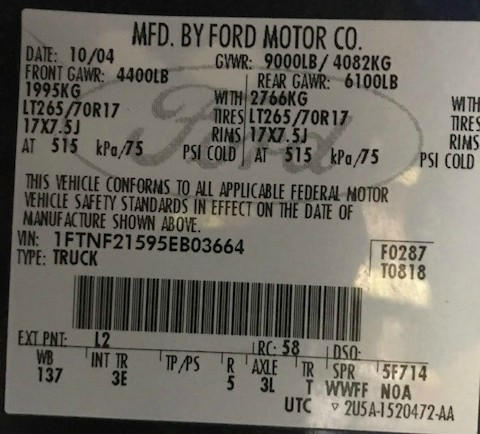 MFD. BY FORD MOTOR CO.
DATE: 10/04 GVWR: 9000LB/ 4082KG
FRONT GAWR: 4400LB REAR GAWR: 6100LB
1995KG WITH 2766KG WITH
LT265/70R17 TIRES LT265/70R17 TIRES
17X7.5J RIMS 17X7.5J RIMS
AT 515 kPa/75 PSI COLD AT 515 kPa/75 PSI COLD
Ford
THIS VEHICLE CONFORMS TO ALL APPLICABLE FEDERAL MOTOR
VEHICLE SAFETY STANDARDS IN EFFECT ON THE DATE OF
MANUFACTURE SHOWN ABOVE.
VIN: 1FTNF21595EB03664 F0287
TYPE: TRUCK T0818
EXT PNT: L2 RC: 58 DSO:
WB INT TR TP/PS R AXLE TR SPR 5F714
137 3E 5 3L T WWFF N0A
UTC ▽ 2U5A-1520472-AA